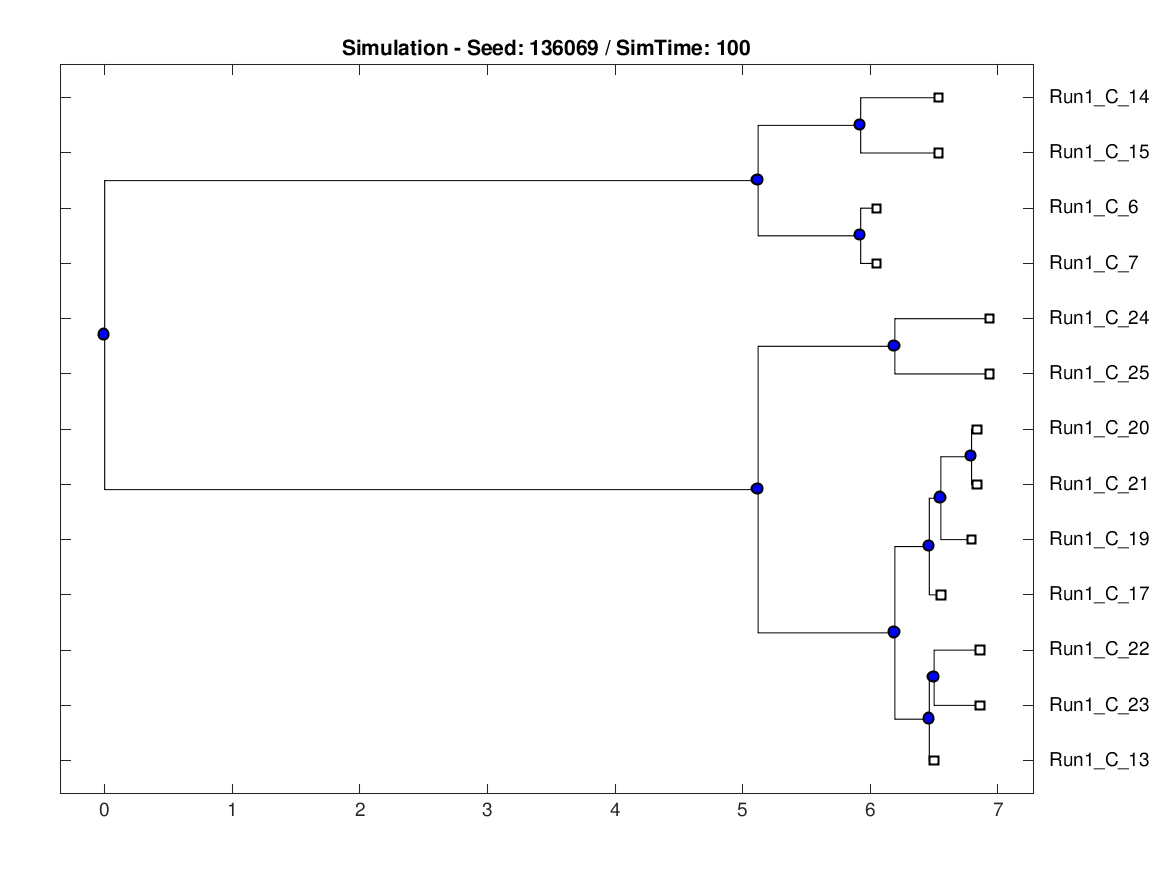 Simulation - Seed: 136069 / SimTime: 100
Run1_C_14
Run1_C_15
Run1_C_6
Run1_C_7
Run1_C_24
Run1_C_25
Run1_C_20
Run1_C_21
Run1_C_19
Run1_C_17
Run1_C_22
Run1_C_23
Run1_C_13
0 1 2 3 4 5 6 7